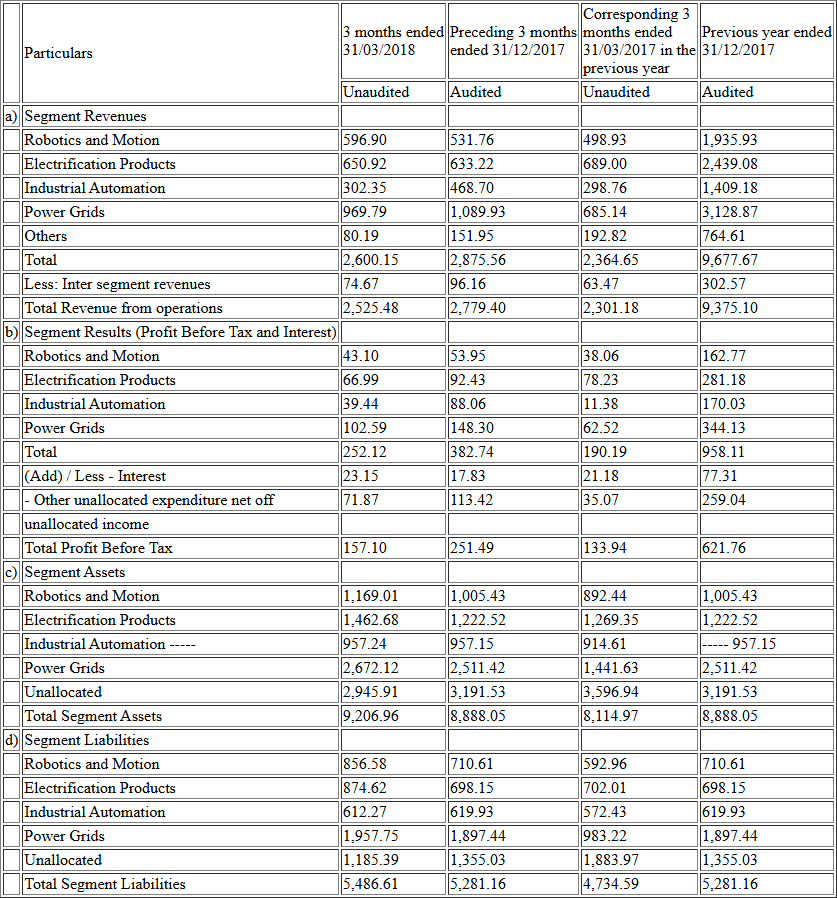 Particulars 3 months ended 31/03/2018 Preceding 3 months ended 31/12/2017 Corresponding 3 months ended 31/03/2017 in the previous year Previous year ended 31/12/2017
Unaudited Audited Unaudited Audited
a) Segment Revenues
Robotics and Motion 596.90 531.76 498.93 1,935.93
Electrification Products 650.92 633.22 689.00 2,439.08
Industrial Automation 302.35 468.70 298.76 1,409.18
Power Grids 969.79 1,089.93 685.14 3,128.87
Others 80.19 151.95 192.82 764.61
Total 2,600.15 2,875.56 2,364.65 9,677.67
Less: Inter segment revenues 74.67 96.16 63.47 302.57
Total Revenue from operations 2,525.48 2,779.40 2,301.18 9,375.10
b) Segment Results (Profit Before Tax and Interest)
Robotics and Motion 43.10 53.95 38.06 162.77
Electrification Products 66.99 92.43 78.23 281.18
Industrial Automation 39.44 88.06 11.38 170.03
Power Grids 102.59 148.30 62.52 344.13
Total 252.12 382.74 190.19 958.11
(Add) / Less - Interest 23.15 17.83 21.18 77.31
- Other unallocated expenditure net off 71.87 113.42 35.07 259.04
unallocated income
Total Profit Before Tax 157.10 251.49 133.94 621.76
c) Segment Assets
Robotics and Motion 1,169.01 1,005.43 892.44 1,005.43
Electrification Products 1,462.68 1,222.52 1,269.35 1,222.52
Industrial Automation ----- 957.24 957.15 914.61 ----- 957.15
Power Grids 2,672.12 2,511.42 1,441.63 2,511.42
Unallocated 2,945.91 3,191.53 3,596.94 3,191.53
Total Segment Assets 9,206.96 8,888.05 8,114.97 8,888.05
d) Segment Liabilities
Robotics and Motion 856.58 710.61 592.96 710.61
Electrification Products 874.62 698.15 702.01 698.15
Industrial Automation 612.27 619.93 572.43 619.93
Power Grids 1,957.75 1,897.44 983.22 1,897.44
Unallocated 1,185.39 1,355.03 1,883.97 1,355.03
Total Segment Liabilities 5,486.61 5,281.16 4,734.59 5,281.16